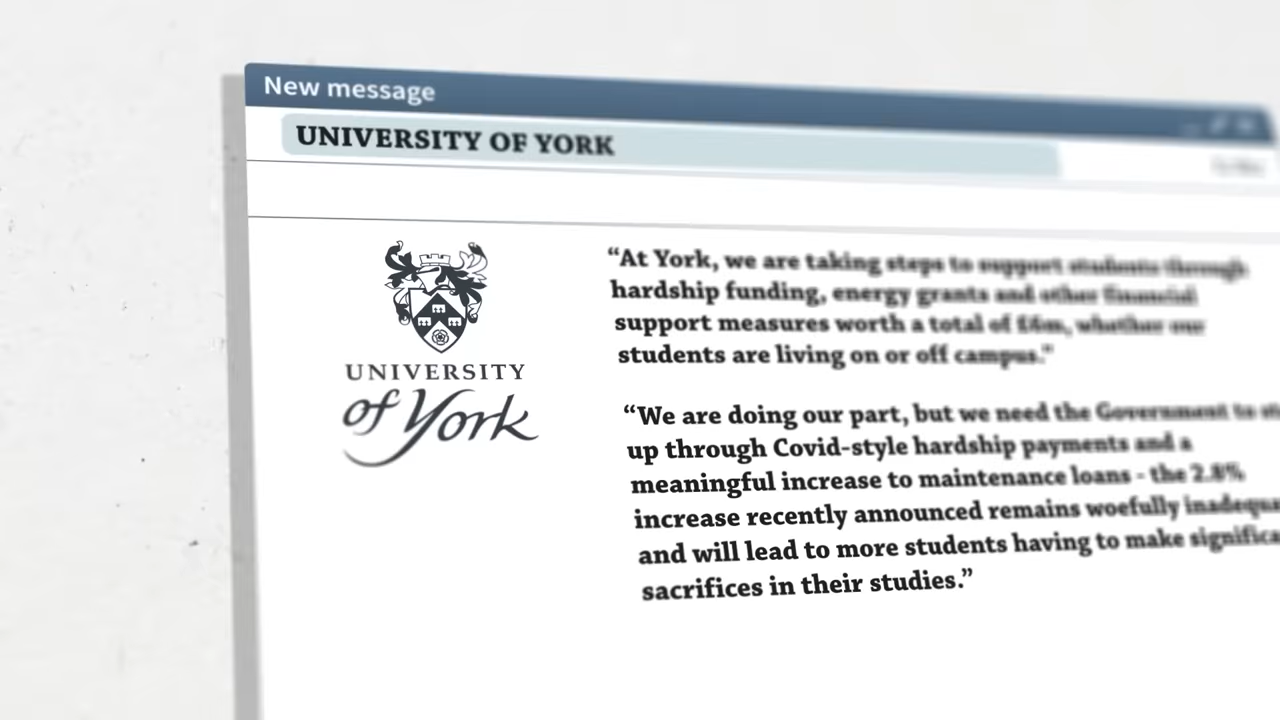 New message
UNIVERSITY OF YORK
UNIVERSITY
of York
“At York, we are taking steps to support students through
hardship funding, energy grants and other financial
support measures worth a total of £6m, whether our
students are living on or off campus.”
“We are doing our part, but we need the Government to
up through Covid-style hardship payments and a
meaningful increase to maintenance loans - the 2.8%
increase recently announced remains woefully
and will lead to more students having to make
sacrifices in their studies.”